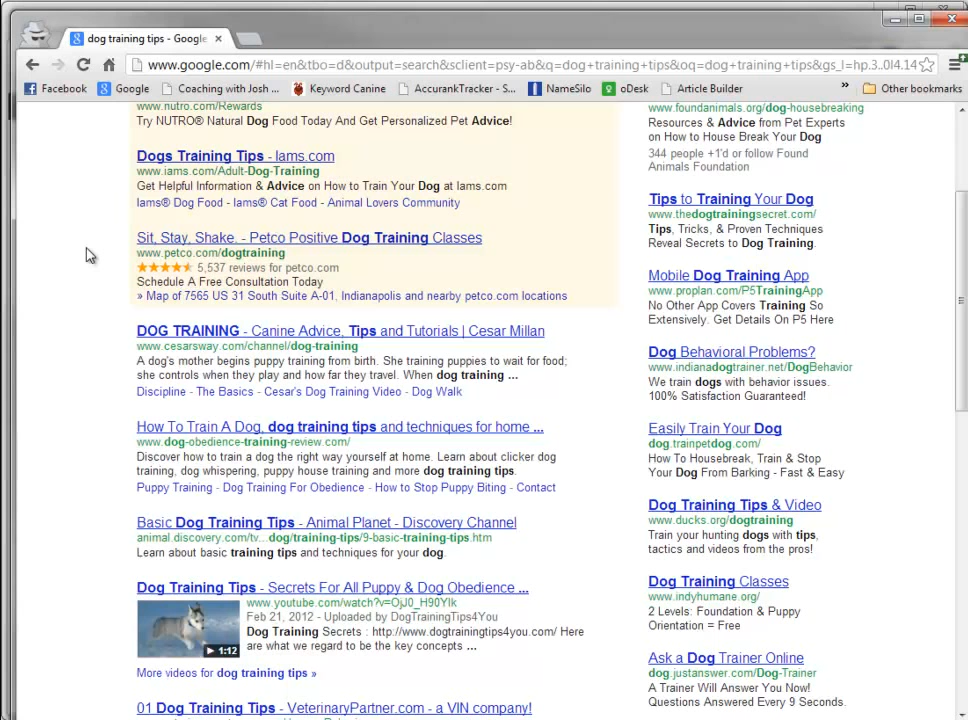 dog training tips - Google
www.google.com/#hl=en&tbo=d&output=search&sclient=psy-ab&q=dog+training+tips&oq=dog+training+tips&gs_l=hp.3..0l4.14
Facebook Google Coaching with Josh ... Keyword Canine AccurankTracker - S... NameSilo oDesk Article Builder » Other bookmarks
www.nutro.com/Rewards
Try NUTRO® Natural Dog Food Today And Get Personalized Pet Advice!
Dogs Training Tips - Iams.com
www.iams.com/Adult-Dog-Training
Get Helpful Information & Advice on How to Train Your Dog at Iams.com
Iams® Dog Food - Iams® Cat Food - Animal Lovers Community
Sit, Stay, Shake. - Petco Positive Dog Training Classes
www.petco.com/dogtraining
5,537 reviews for petco.com
Schedule A Free Consultation Today
» Map of 7565 US 31 South Suite A-01, Indianapolis and nearby petco.com locations
DOG TRAINING - Canine Advice, Tips and Tutorials | Cesar Millan
www.cesarsway.com/channel/dog-training
A dog's mother begins puppy training from birth. She training puppies to wait for food;
she controls when they play and how far they travel. When dog training ...
Discipline - The Basics - Cesar's Dog Training Video - Dog Walk
How To Train A Dog, dog training tips and techniques for home ...
www.dog-obedience-training-review.com/
Discover how to train a dog the right way yourself at home. Learn about clicker dog
training, dog whispering, puppy house training and more dog training tips.
Puppy Training - Dog Training For Obedience - How to Stop Puppy Biting - Contact
Basic Dog Training Tips - Animal Planet - Discovery Channel
animal.discovery.com/tv...dog/training-tips/9-basic-training-tips.htm
Learn about basic training tips and techniques for your dog.
Dog Training Tips - Secrets For All Puppy & Dog Obedience ...
www.youtube.com/watch?v=OjJ0_H90YIk
Feb 21, 2012 - Uploaded by DogTrainingTips4You
Dog Training Secrets : http://www.dogtrainingtips4you.com/ Here
are what we regard to be the key concepts ...
1:12
More videos for dog training tips »
01 Dog Training Tips - VeterinaryPartner.com - a VIN company!
www.foundanimals.org/dog-housebreaking
Resources & Advice from Pet Experts
on How to House Break Your Dog
344 people +1'd or follow Found
Animals Foundation
Tips to Training Your Dog
www.thedogtrainingsecret.com/
Tips, Tricks, & Proven Techniques
Reveal Secrets to Dog Training.
Mobile Dog Training App
www.proplan.com/P5TrainingApp
No Other App Covers Training So
Extensively. Get Details On P5 Here
Dog Behavioral Problems?
www.indianadogtrainer.net/DogBehavior
We train dogs with behavior issues.
100% Satisfaction Guaranteed!
Easily Train Your Dog
dog.trainpetdog.com/
How To Housebreak, Train & Stop
Your Dog From Barking - Fast & Easy
Dog Training Tips & Video
www.ducks.org/dogtraining
Train your hunting dogs with tips,
tactics and videos from the pros!
Dog Training Classes
www.indyhumane.org/
2 Levels: Foundation & Puppy
Orientation = Free
Ask a Dog Trainer Online
dog.justanswer.com/Dog-Trainer
A Trainer Will Answer You Now!
Questions Answered Every 9 Seconds.